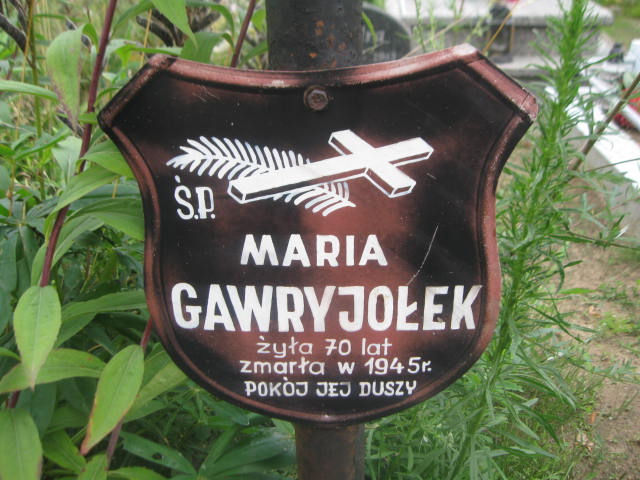 Ś.P.
MARIA
GAWRYJOŁEK
żyła 70 lat
zmarła w 1945r.
POKÓJ JEJ DUSZY